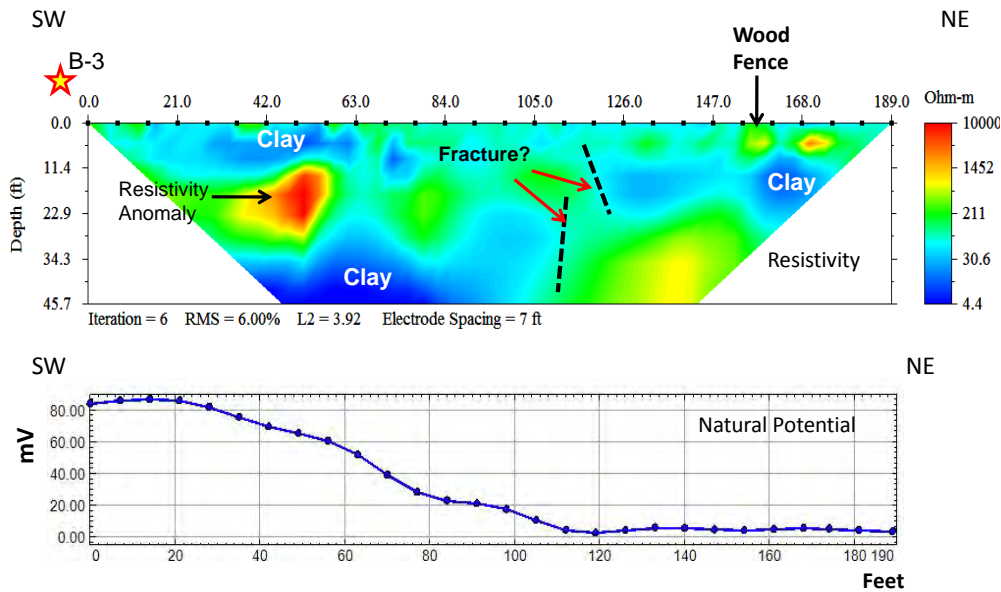 SW
NE
B-3
Wood
Fence
0.0 21.0 42.0 63.0 84.0 105.0 126.0 147.0 168.0 189.0
Ohm-m
Depth (ft)
0.0
11.4
22.9
34.3
45.7
Clay
Fracture?
Resistivity
Anomaly
Clay
Clay
Resistivity
10000
1452
211
30.6
4.4
Iteration = 6 RMS = 6.00% L2 = 3.92 Electrode Spacing = 7 ft
SW
NE
mV
80.00
60.00
40.00
20.00
0.00
Natural Potential
0 20 40 60 80 100 120 140 160 180 190
Feet